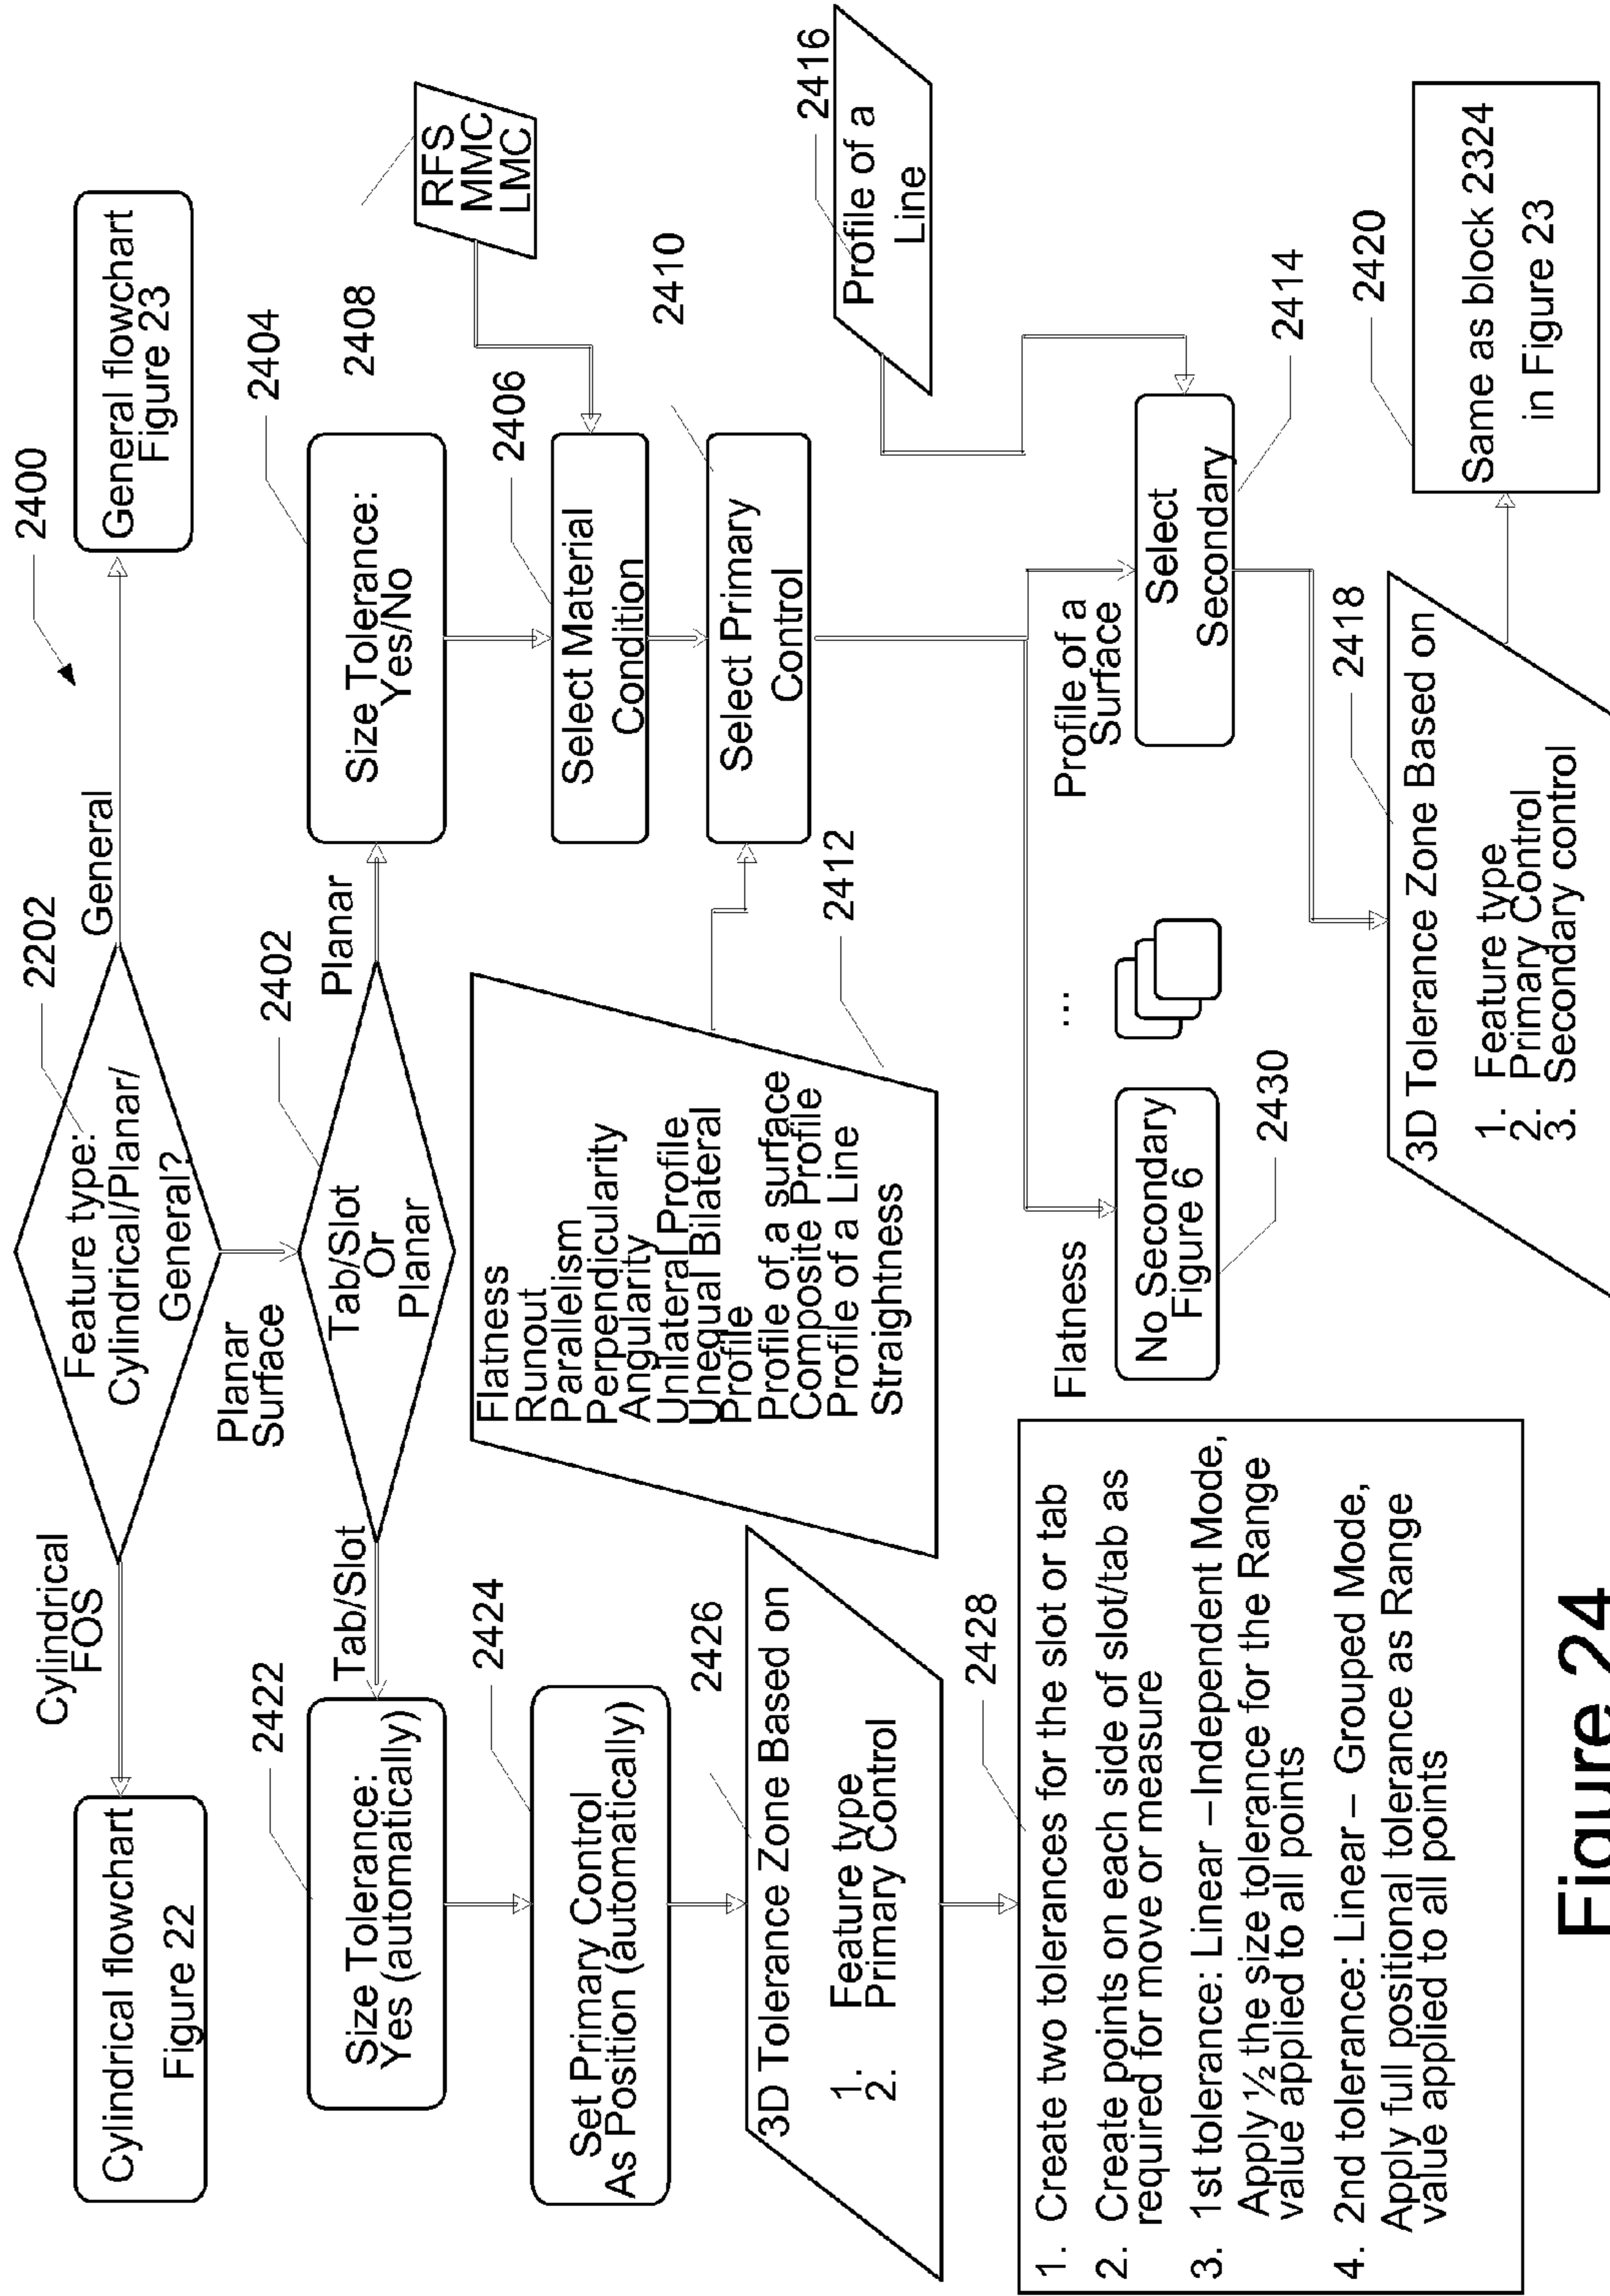 2400
Cylindrical flowchart
Figure 22
Cylindrical
FOS
Feature type:
Cylindrical/Planar/
General?
2202
General
General flowchart
Figure 23
Planar
Surface
2422
Size Tolerance:
Yes (automatically)
Tab/Slot
Tab/Slot
Or
Planar
2402
Planar
Size Tolerance:
Yes/No
2404
2408
RFS
MMC
LMC
2424
Set Primary Control
As Position (automatically)
Flatness
Runout
Parallelism
Perpendicularity
Angularity
Unilateral Profile
Unequal Bilateral
Profile
Profile of a surface
Composite Profile
Profile of a Line
Straightness
2412
Select Material
Condition
2406
Select Primary
Control
2410
2426
3D Tolerance Zone Based on
1. Feature type
2. Primary Control
2416
Profile of a
Line
2428
1. Create two tolerances for the slot or tab
2. Create points on each side of slot/tab as
required for move or measure
3. 1st tolerance: Linear –Independent Mode,
Apply ½ the size tolerance for the Range
value applied to all points
4. 2nd tolerance: Linear – Grouped Mode,
Apply full positional tolerance as Range
value applied to all points
Flatness
No Secondary
Figure 6
2430
...
Profile of a
Surface
Select
Secondary
2414
2418
3D Tolerance Zone Based on
1. Feature type
2. Primary Control
3. Secondary control
2420
Same as block 2324
in Figure 23
Figure 24